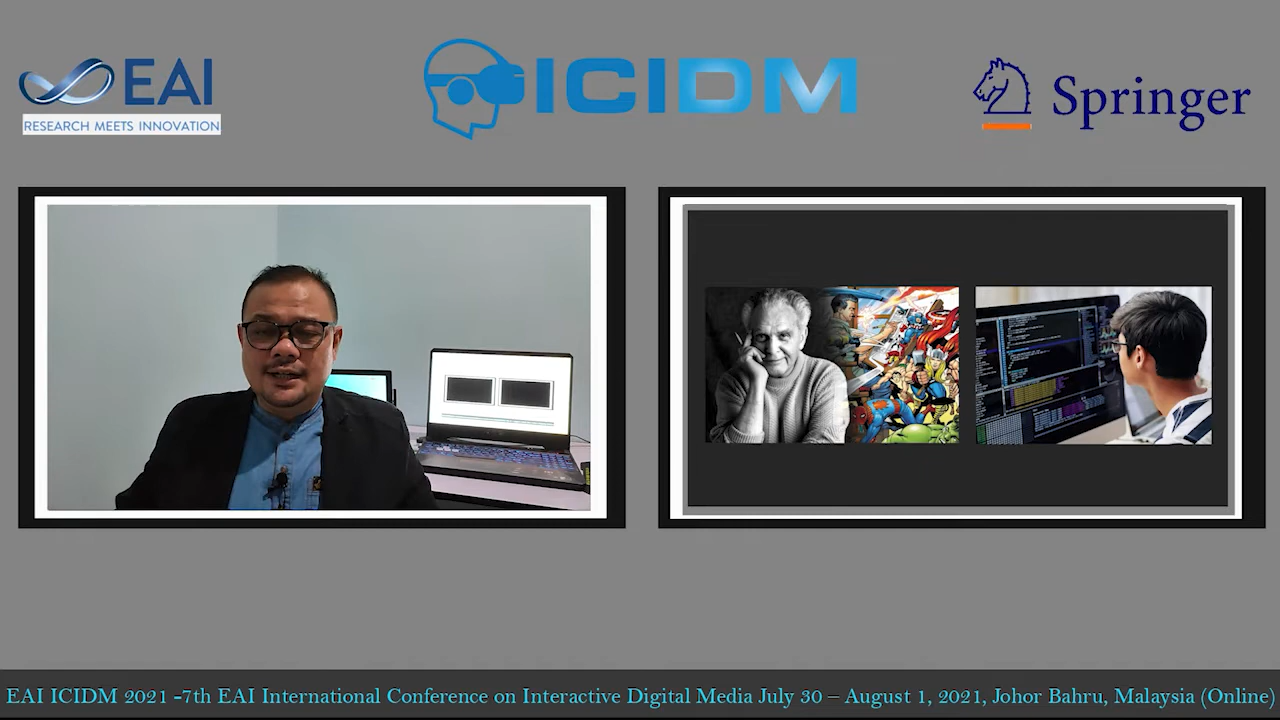 EAI
RESEARCH MEETS INNOVATION
ICIDM
Springer
EAI ICIDM 2021 -7th EAI International Conference on Interactive Digital Media July 30 – August 1, 2021, Johor Bahru, Malaysia (Online)